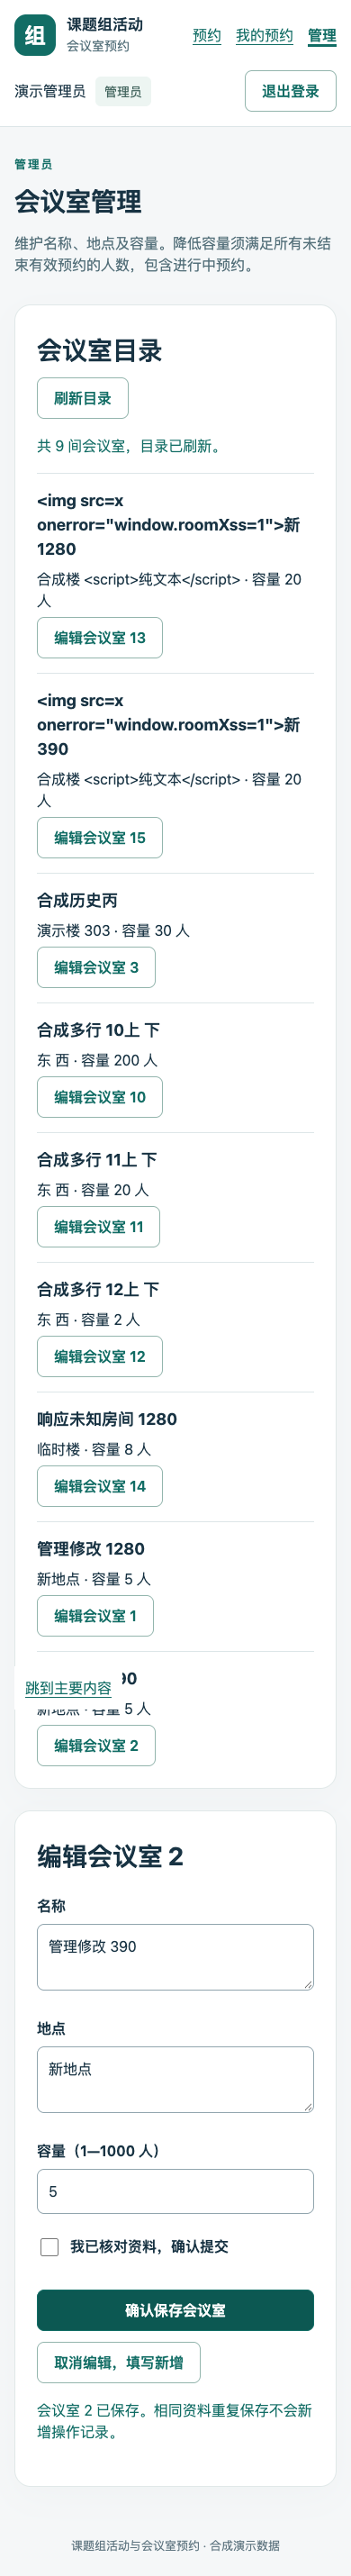 组
课题组活动
会议室预约
预约 我的预约 管理
演示管理员 管理员 退出登录
管理员
会议室管理
维护名称、地点及容量。降低容量须满足所有未结
束有效预约的人数，包含进行中预约。
会议室目录
刷新目录
共 9 间会议室，目录已刷新。
<img src=x
onerror="window.roomXss=1">新
1280
合成楼 <script>纯文本</script> · 容量 20
人
编辑会议室 13
<img src=x
onerror="window.roomXss=1">新
390
合成楼 <script>纯文本</script> · 容量 20
人
编辑会议室 15
合成历史丙
演示楼 303 · 容量 30 人
编辑会议室 3
合成多行 10上 下
东 西 · 容量 200 人
编辑会议室 10
合成多行 11上 下
东 西 · 容量 20 人
编辑会议室 11
合成多行 12上 下
东 西 · 容量 2 人
编辑会议室 12
响应未知房间 1280
临时楼 · 容量 8 人
编辑会议室 14
管理修改 1280
新地点 · 容量 5 人
编辑会议室 1
90
跳到主要内容
新地点 · 容量 5 人
编辑会议室 2
编辑会议室 2
名称
管理修改 390
地点
新地点
容量（1—1000 人）
5
我已核对资料，确认提交
确认保存会议室
取消编辑，填写新增
会议室 2 已保存。相同资料重复保存不会新
增操作记录。
课题组活动与会议室预约 · 合成演示数据